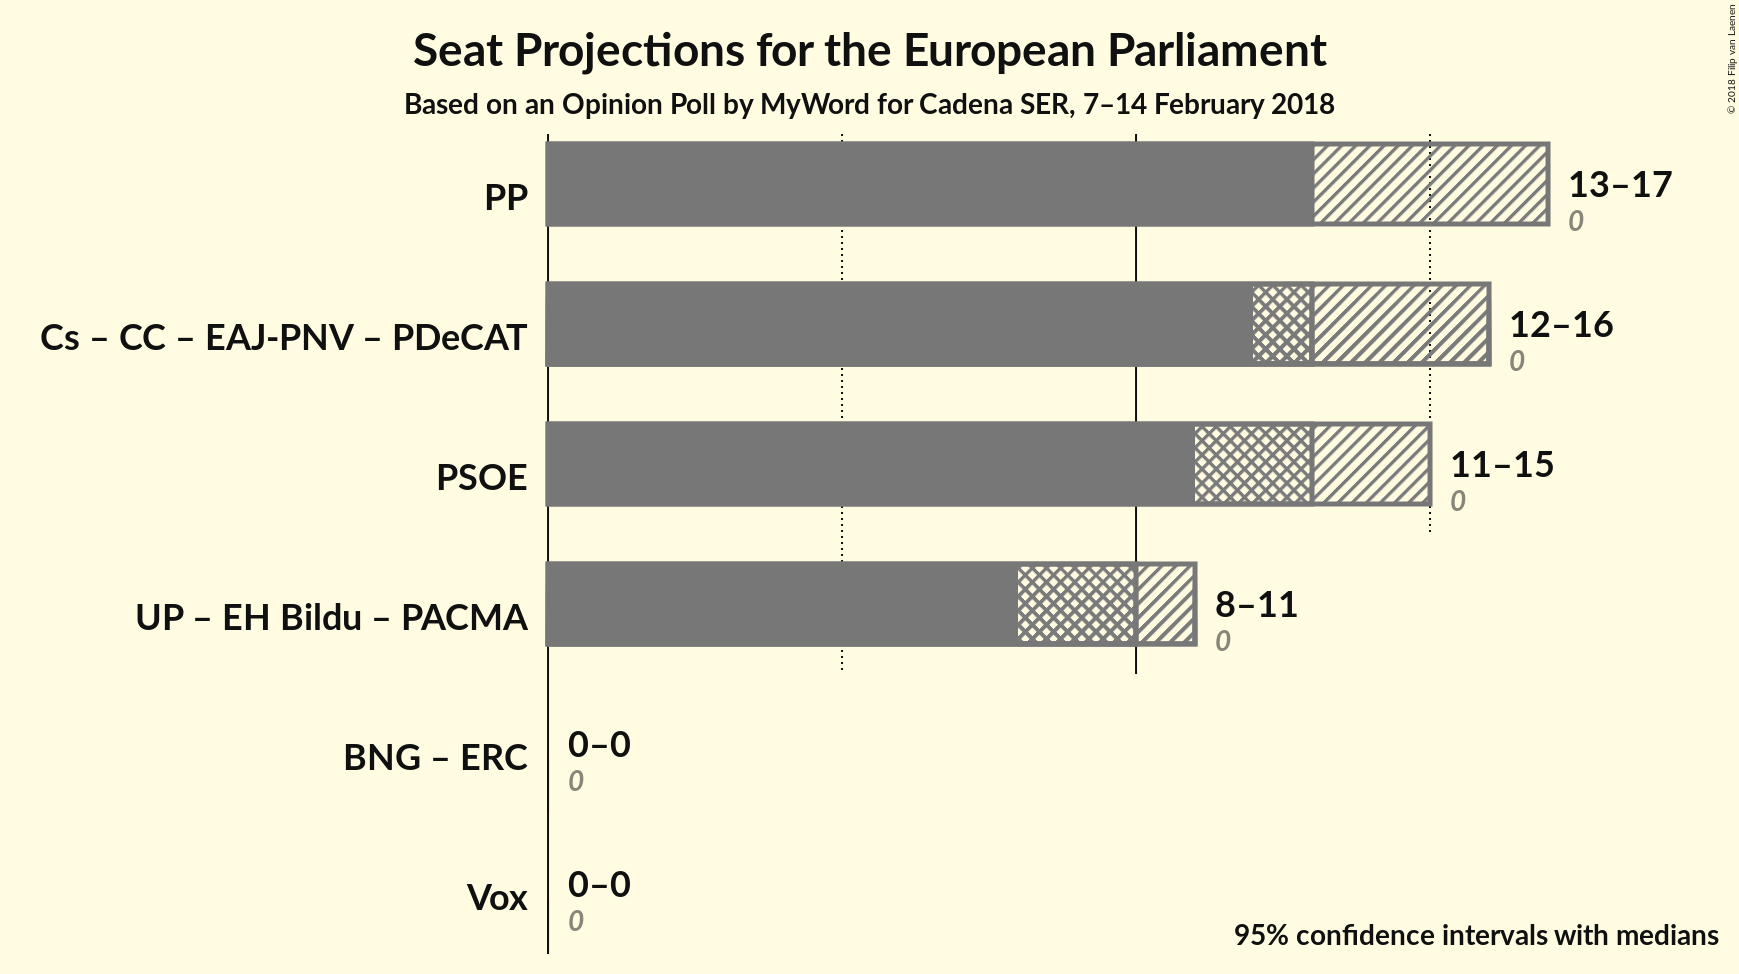 Seat Projections for the European Parliament
Based on an Opinion Poll by MyWord for Cadena SER, 7–14 February 2018
© 2018 Filip van Laenen
PP
13–17
0
Cs – CC – EAJ-PNV – PDeCAT
12–16
0
PSOE
11–15
0
UP – EH Bildu – PACMA
8–11
0
BNG – ERC
0–0
0
Vox
0–0
0
95% confidence intervals with medians